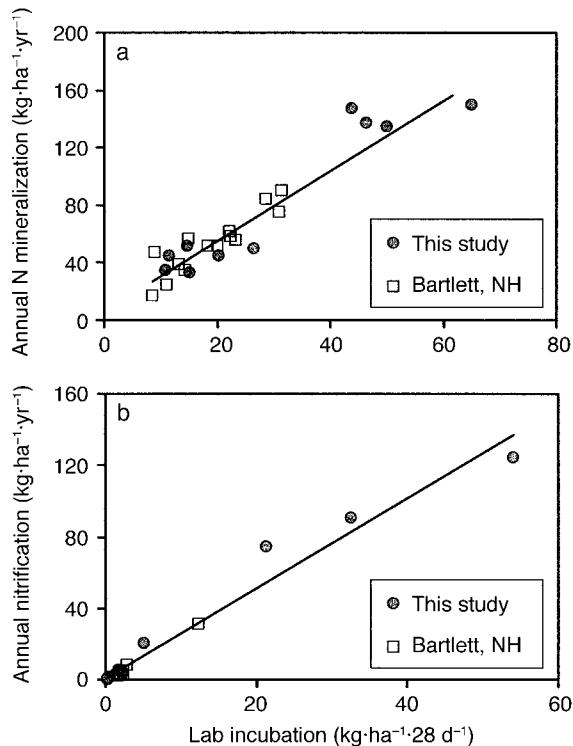 Annual N mineralization (kg·ha⁻¹·yr⁻¹)
200
160
120
80
40
0
a
This study
Bartlett, NH
0 20 40 60 80
Annual nitrification (kg·ha⁻¹·yr⁻¹)
160
120
80
40
0
b
This study
Bartlett, NH
0 20 40 60
Lab incubation (kg·ha⁻¹·28 d⁻¹)